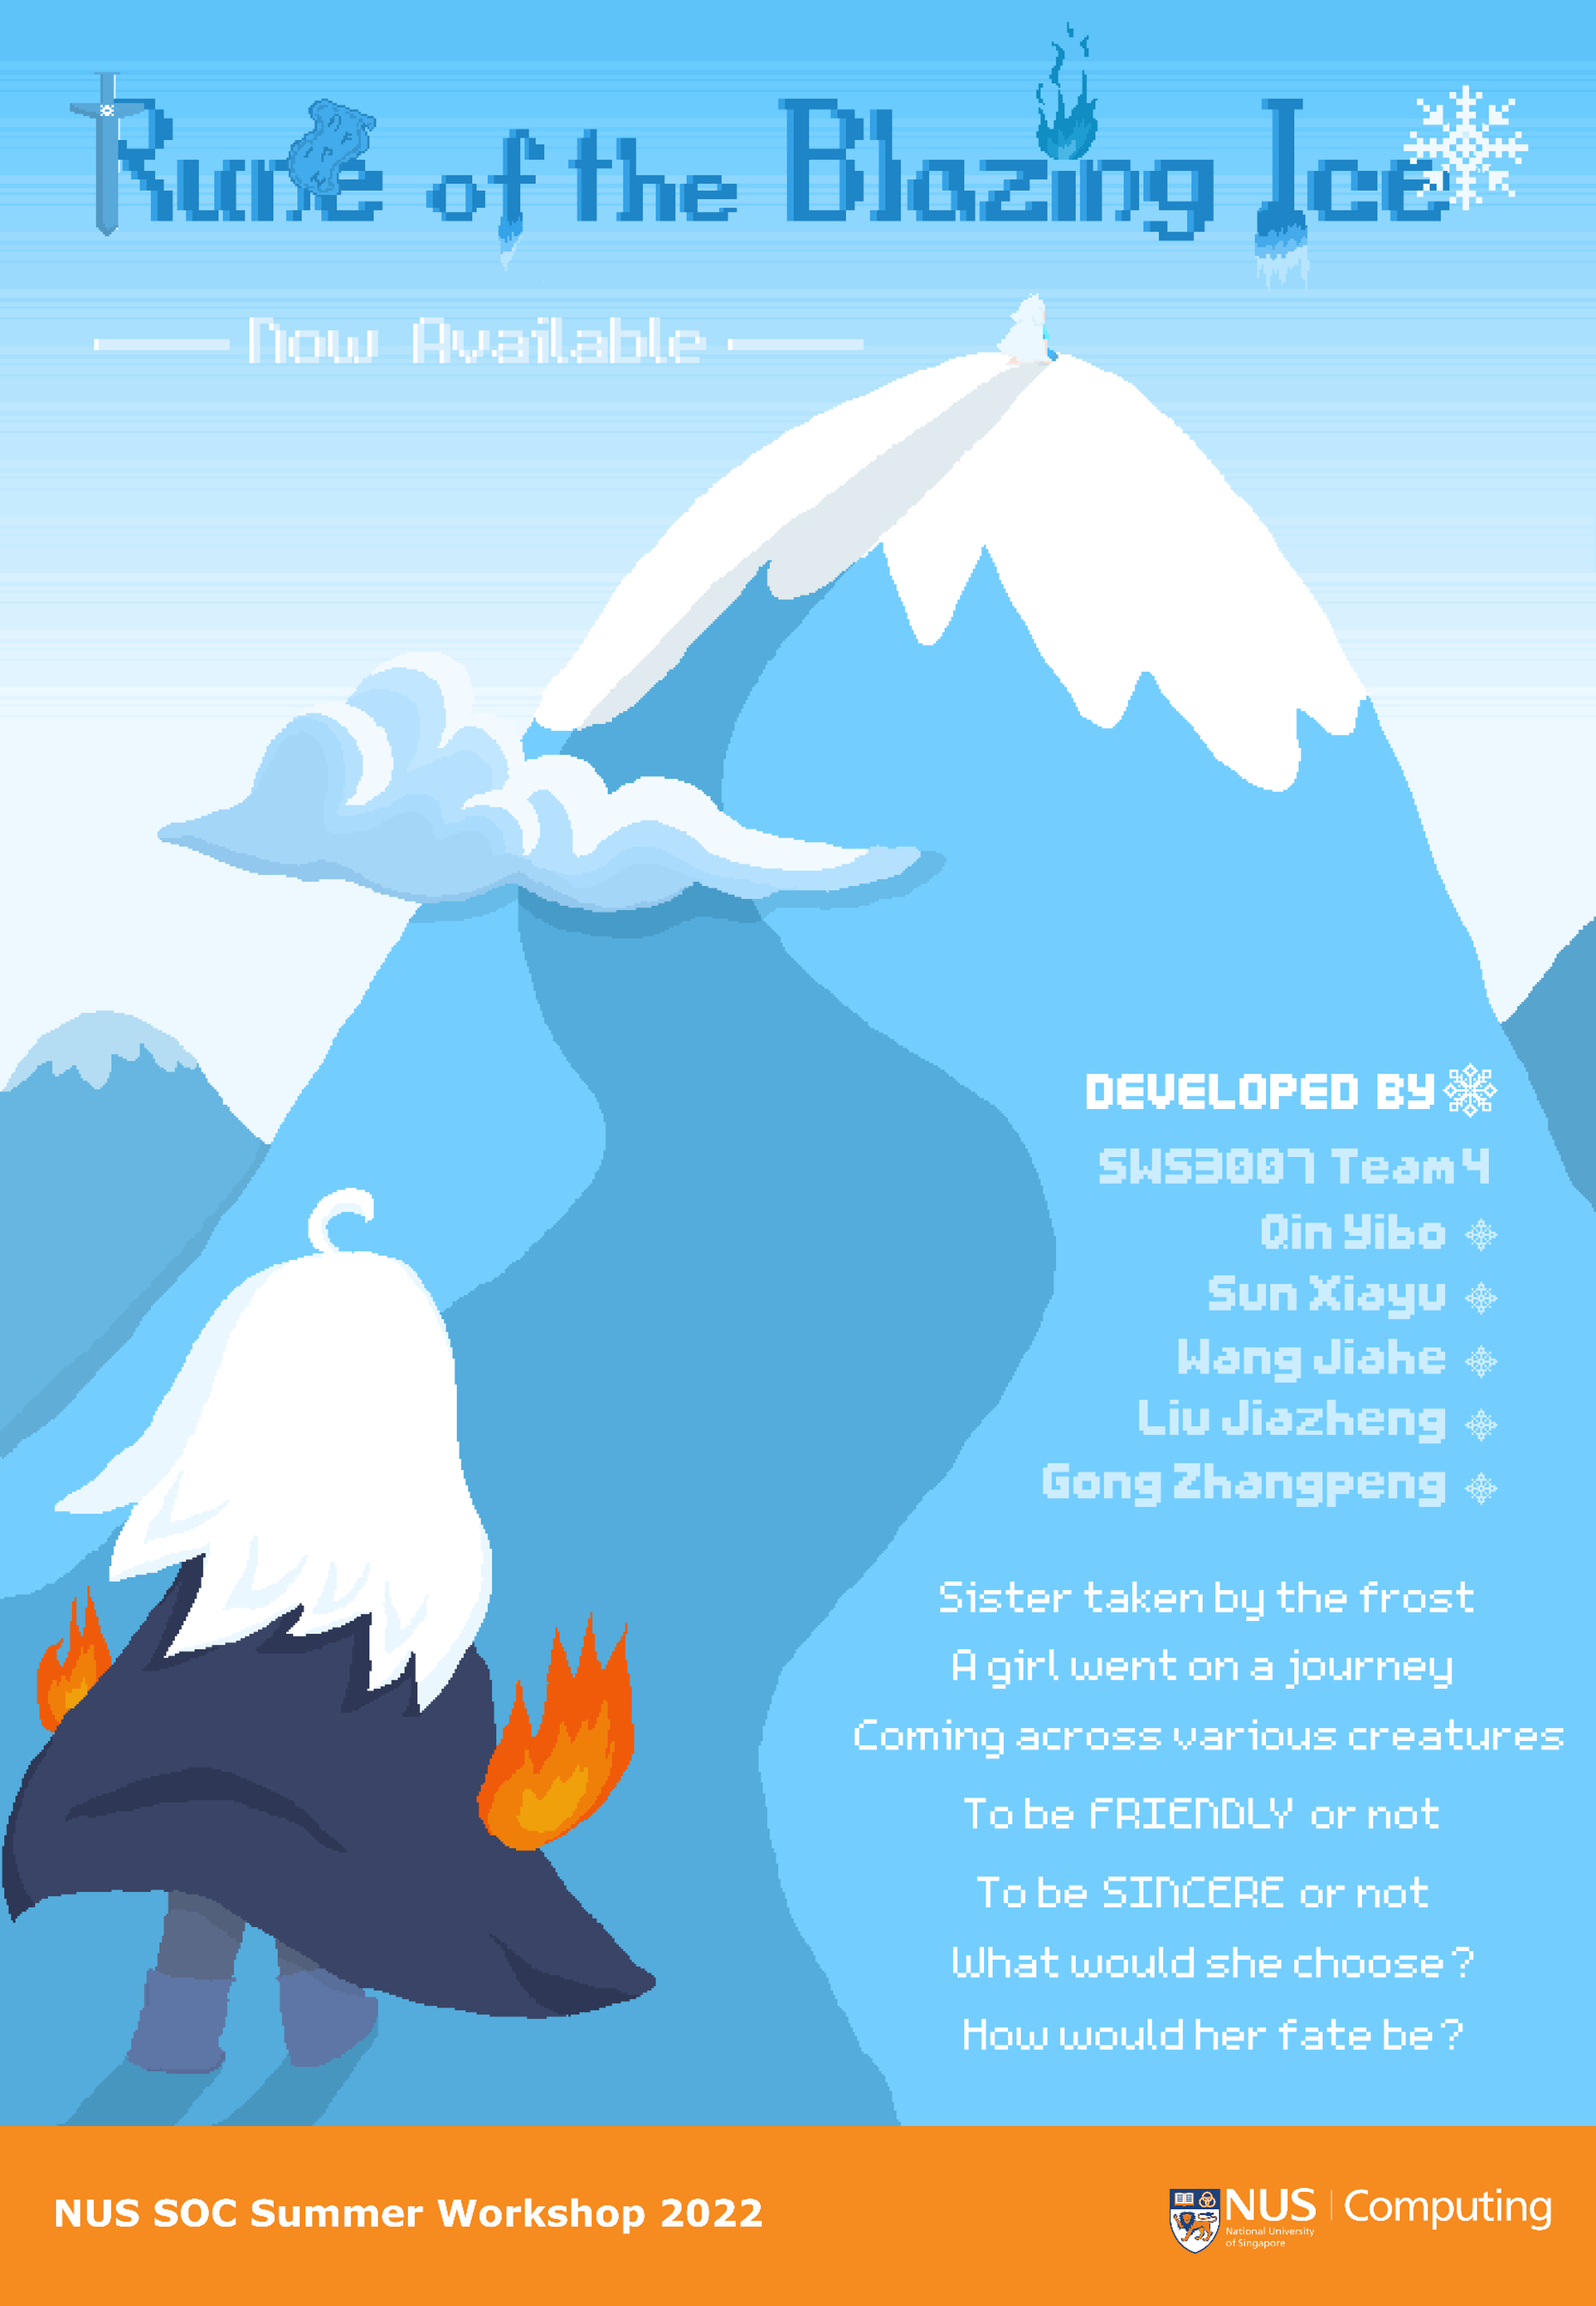 Rune of the Blazing Ice
Now Available
DEVELOPED BY
SWS3007 Team 4
Qin Yibo
Sun Xiayu
Wang Jiahe
Liu Jiazheng
Gong Zhangpeng
Sister taken by the frost
A girl went on a journey
Coming across various creatures
To be FRIENDLY or not
To be SINCERE or not
What would she choose?
How would her fate be?
NUS SOC Summer Workshop 2022
NUS | Computing
National University
of Singapore